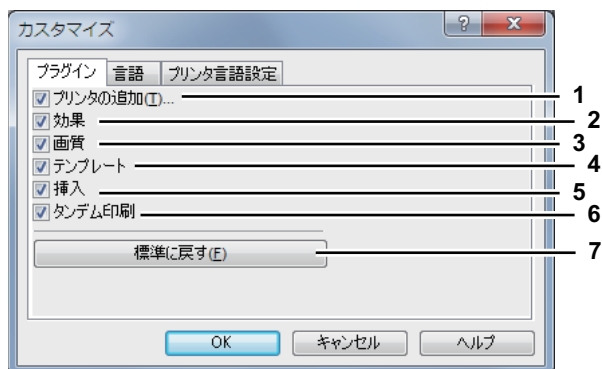 カスタマイズ
プラグイン 言語 プリンタ言語設定
プリンタの追加(T)... 1
効果 2
画質 3
テンプレート 4
挿入 5
タンデム印刷 6
標準に戻す(F) 7
OK キャンセル ヘルプ